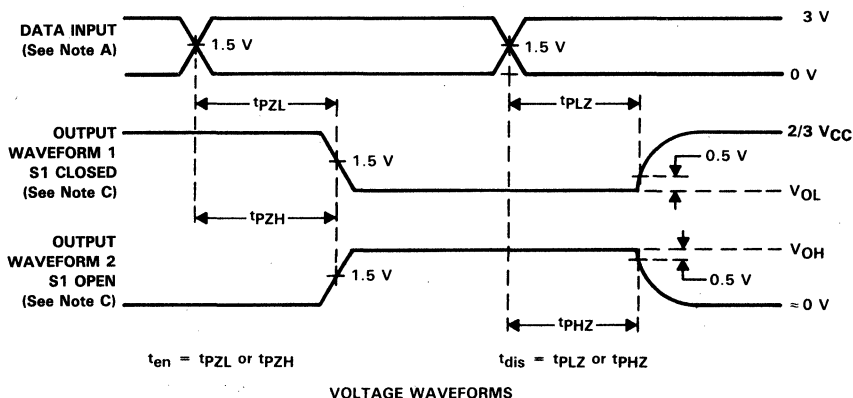 DATA INPUT
(See Note A)
1.5 V
1.5 V
3 V
0 V
tPZL
tPLZ
OUTPUT
WAVEFORM 1
S1 CLOSED
(See Note C)
1.5 V
2/3 VCC
0.5 V
VOL
tPZH
OUTPUT
WAVEFORM 2
S1 OPEN
(See Note C)
1.5 V
VOH
0.5 V
≈ 0 V
tPHZ
ten = tPZL or tPZH
tdis = tPLZ or tPHZ
VOLTAGE WAVEFORMS